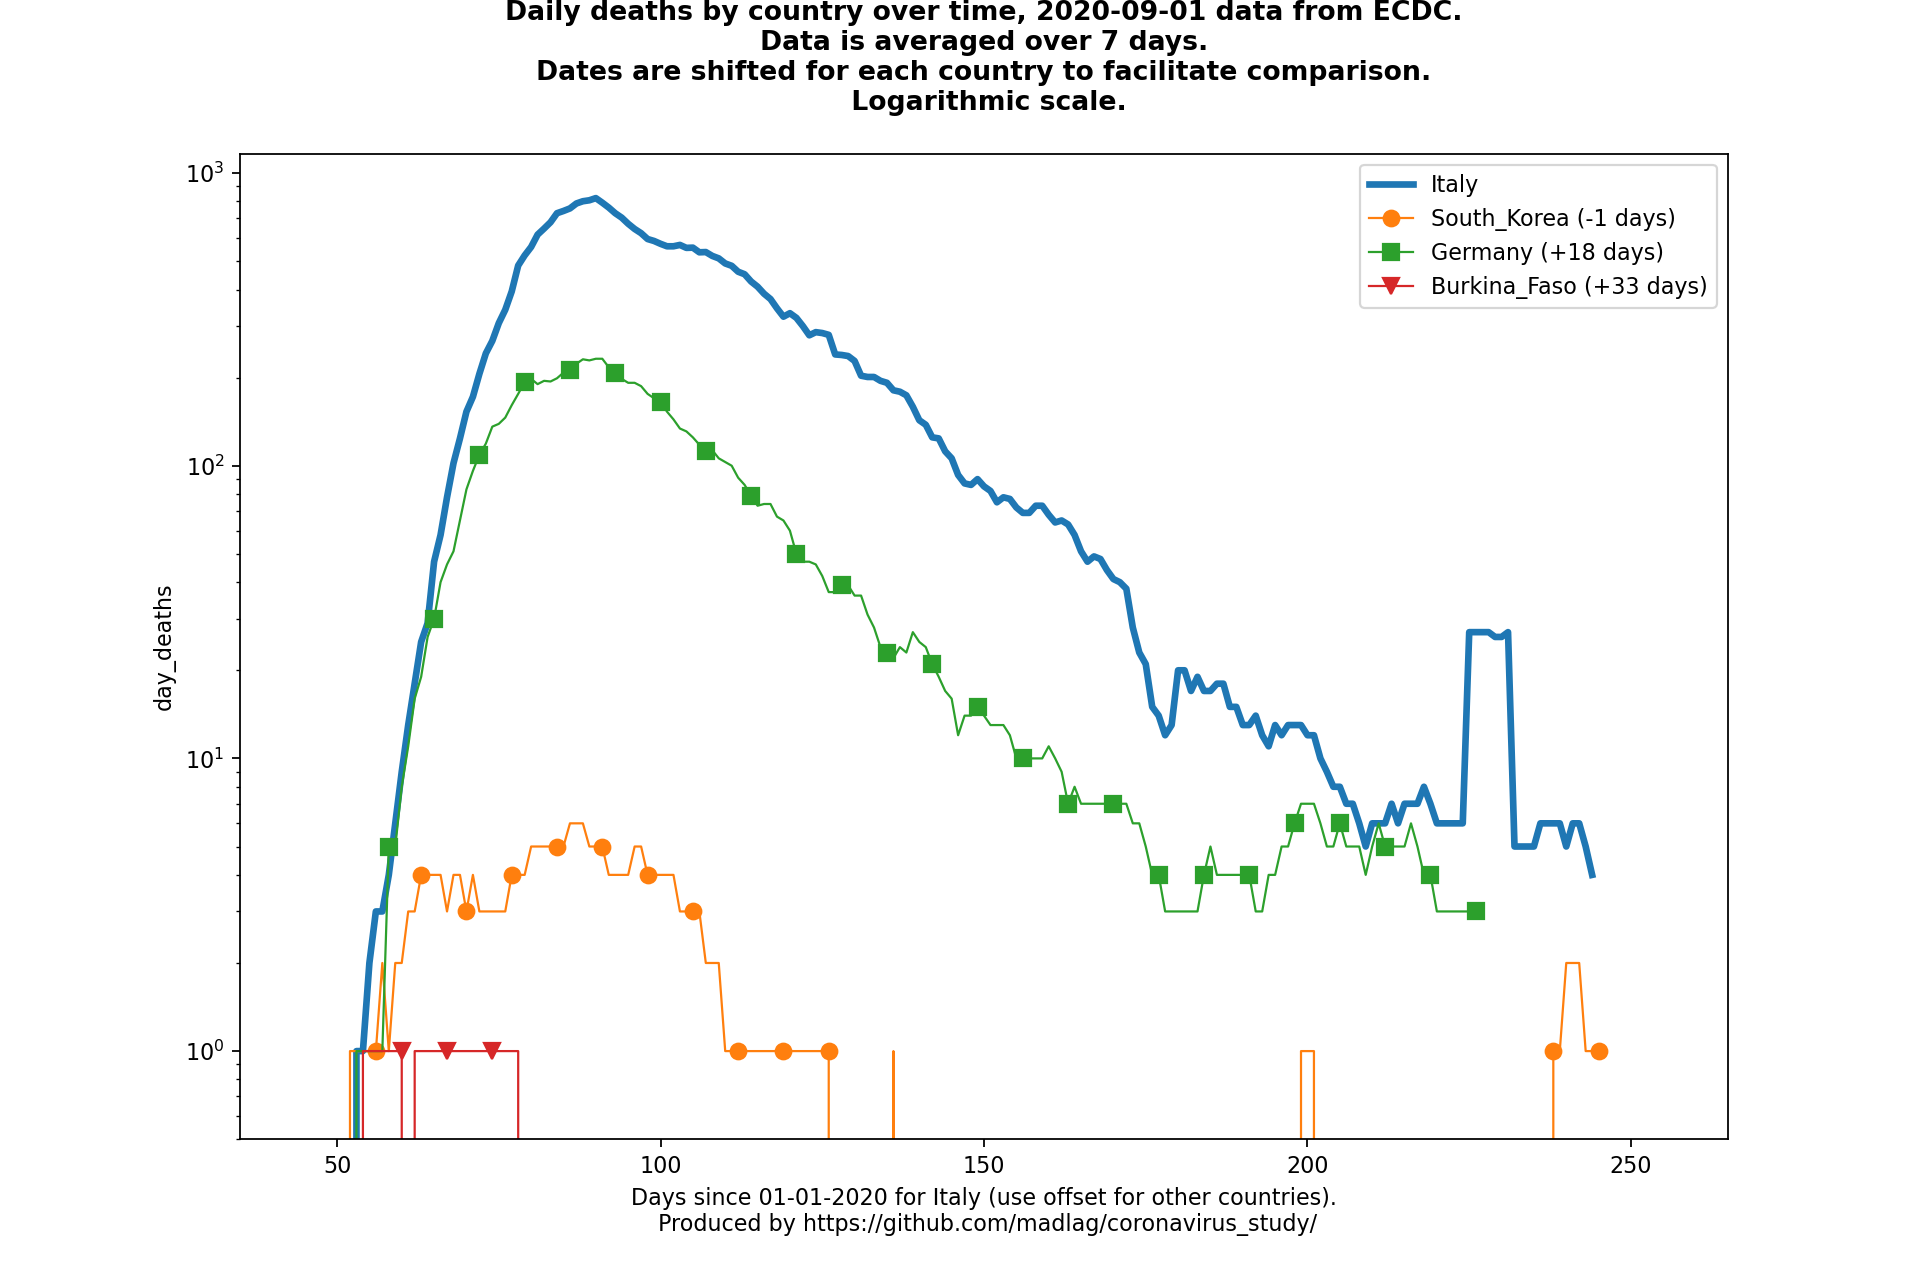 Daily deaths by country over time, 2020-09-01 data from ECDC.
Data is averaged over 7 days.
Dates are shifted for each country to facilitate comparison.
Logarithmic scale.
10³
10²
10¹
10⁰
day_deaths
Italy
South_Korea (-1 days)
Germany (+18 days)
Burkina_Faso (+33 days)
50 100 150 200 250
Days since 01-01-2020 for Italy (use offset for other countries).
Produced by https://github.com/madlag/coronavirus_study/